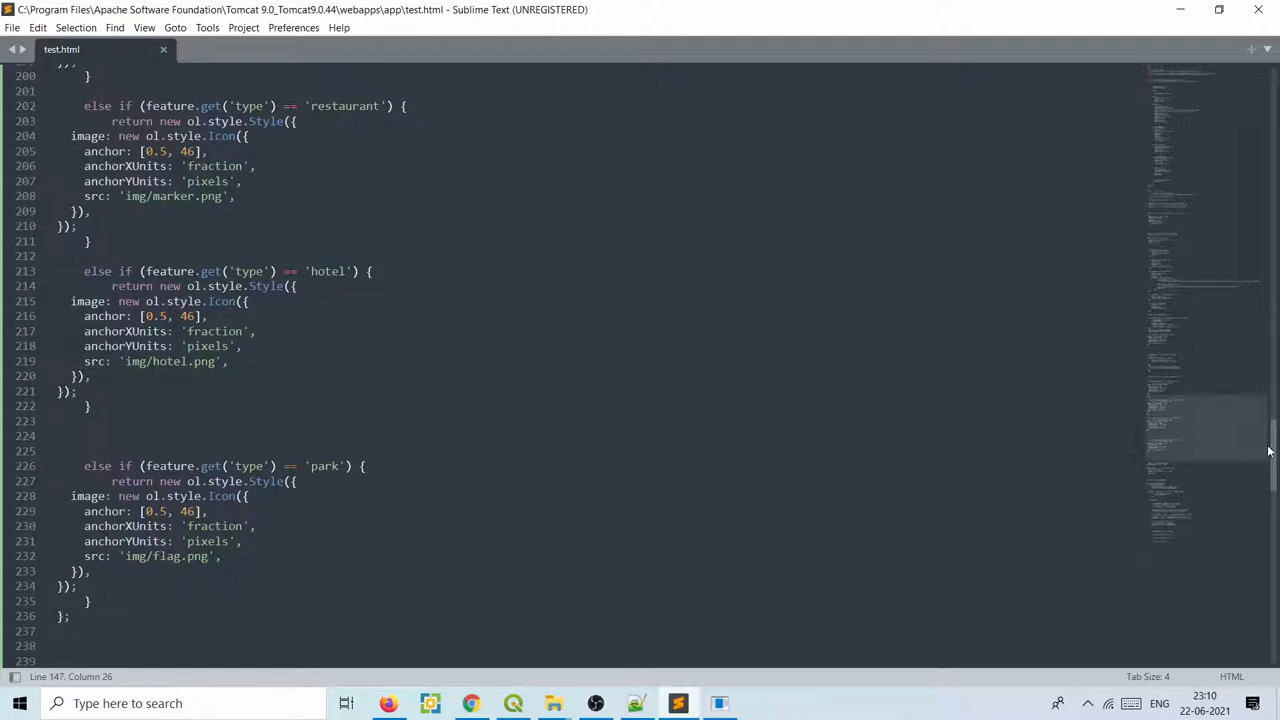 C:\Program Files\Apache Software Foundation\Tomcat 9.0_Tomcat9.0.44\webapps\app\test.html - Sublime Text (UNREGISTERED)
File Edit Selection Find View Goto Tools Project Preferences Help
test.html
200 }
201
202 else if (feature.get('type') == 'restaurant') {
203 return new ol.style.Style({
204 image: new ol.style.Icon({
205 anchor: [0.5, 46],
206 anchorXUnits: 'fraction',
207 anchorYUnits: 'pixels',
208 src: 'img/marker.png',
209 }),
210 });
211 }
212
213 else if (feature.get('type') == 'hotel') {
214 return new ol.style.Style({
215 image: new ol.style.Icon({
216 anchor: [0.5, 46],
217 anchorXUnits: 'fraction',
218 anchorYUnits: 'pixels',
219 src: 'img/hotel.png',
220 }),
221 });
222 }
223
224
225
226 else if (feature.get('type') == 'park') {
227 return new ol.style.Style({
228 image: new ol.style.Icon({
229 anchor: [0.5, 46],
230 anchorXUnits: 'fraction',
231 anchorYUnits: 'pixels',
232 src: 'img/flag.png',
233 }),
234 });
235 }
236 };
237
238
239
Line 147, Column 26 Tab Size: 4 HTML
Type here to search ENG 23:10
22-06-2021